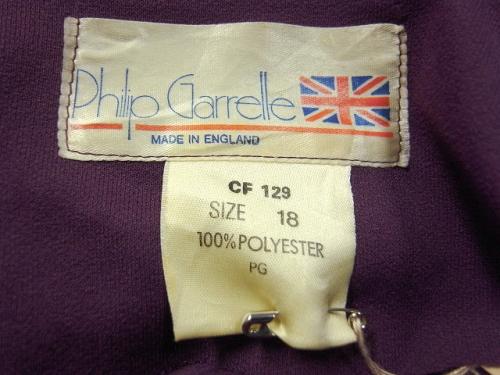 Philip Garrelle
MADE IN ENGLAND
CF 129
SIZE 18
100% POLYESTER
PG